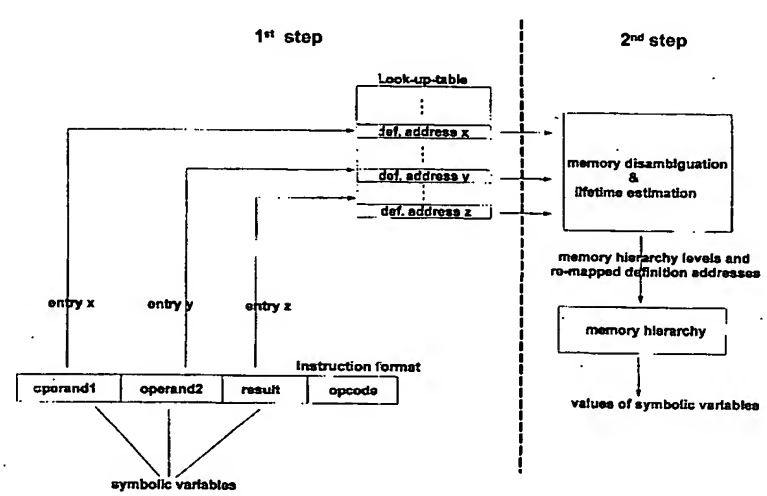 1st step
2nd step
Look-up-table
def. address x
def. address y
def. address z
memory disambiguation
&
lifetime estimation
memory hierarchy levels and
re-mapped definition addresses
memory hierarchy
values of symbolic variables
entry x
entry y
entry z
Instruction format
operand1
operand2
result
opcode
symbolic variables